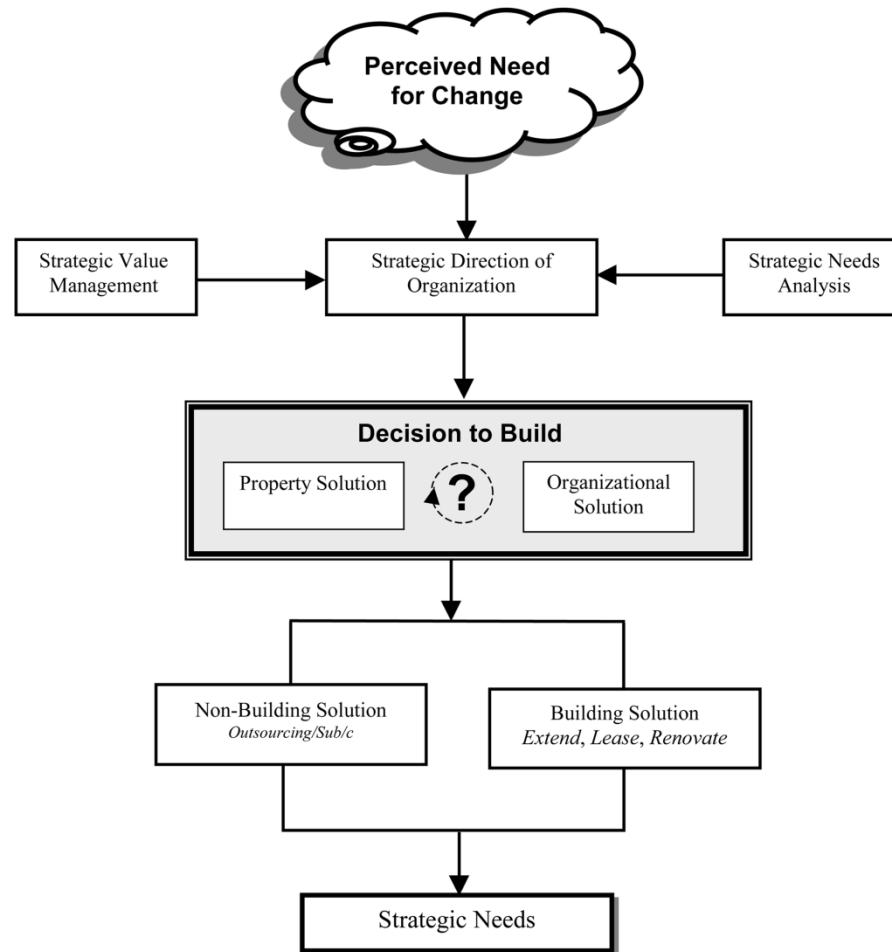 Perceived Need
for Change
Strategic Value
Management
Strategic Direction of
Organization
Strategic Needs
Analysis
Decision to Build
Property Solution
?
Organizational
Solution
Non-Building Solution
Outsourcing/Sub/c
Building Solution
Extend, Lease, Renovate
Strategic Needs